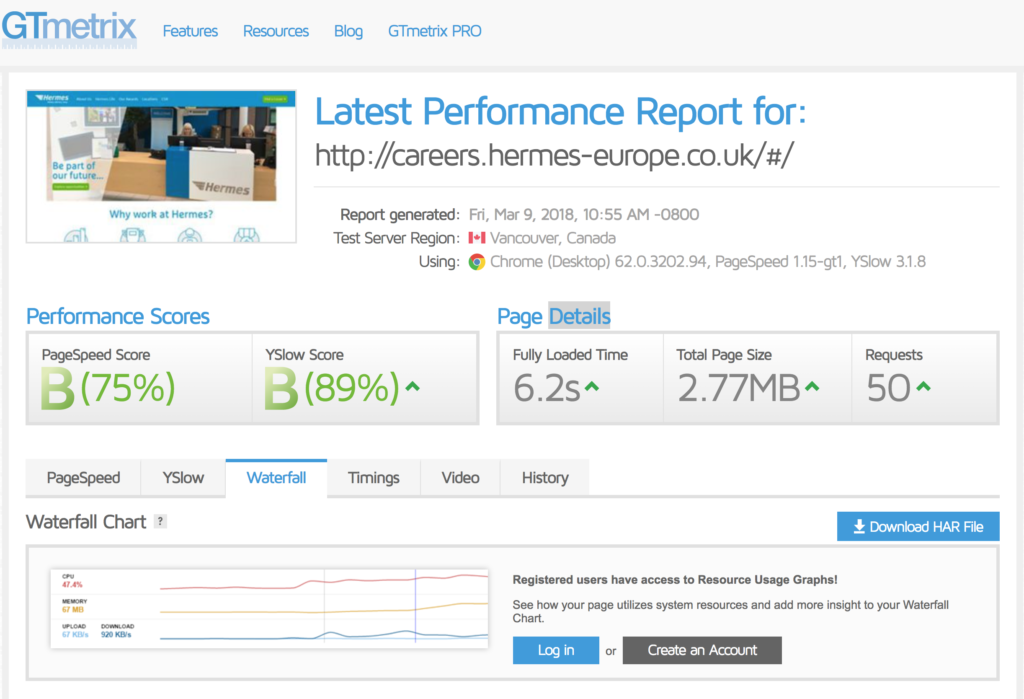 GTmetrix Features Resources Blog GTmetrix PRO
Hermes
Be part of
our future...
Hermes
Why work at Hermes?
Latest Performance Report for:
http://careers.hermes-europe.co.uk/#/
Report generated: Fri, Mar 9, 2018, 10:55 AM -0800
Test Server Region: Vancouver, Canada
Using: Chrome (Desktop) 62.0.3202.94, PageSpeed 1.15-gt1, YSlow 3.1.8
Performance Scores
PageSpeed Score YSlow Score
B (75%) B (89%)
Page Details
Fully Loaded Time Total Page Size Requests
6.2s 2.77MB 50
PageSpeed YSlow Waterfall Timings Video History
Waterfall Chart ?
Download HAR File
CPU
47.4%
MEMORY
67 MB
UPLOAD DOWNLOAD
67 KB/s 920 KB/s
Registered users have access to Resource Usage Graphs!
See how your page utilizes system resources and add more insight to your Waterfall
Chart.
Log in or Create an Account